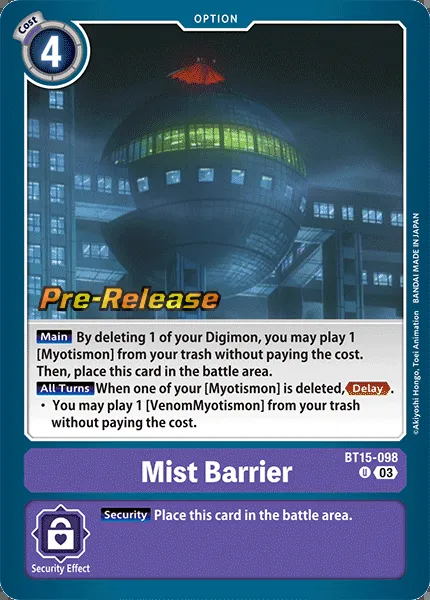 OPTION
Cost
4
Pre-Release
Main By deleting 1 of your Digimon, you may play 1
[Myotismon] from your trash without paying the cost.
Then, place this card in the battle area.
All Turns When one of your [Myotismon] is deleted, Delay.
・ You may play 1 [VenomMyotismon] from your trash
without paying the cost.
©Akiyoshi Hongo, Toei Animation BANDAI MADE IN JAPAN
BT15-098
Mist Barrier
U 03
Security Place this card in the battle area.
Security Effect